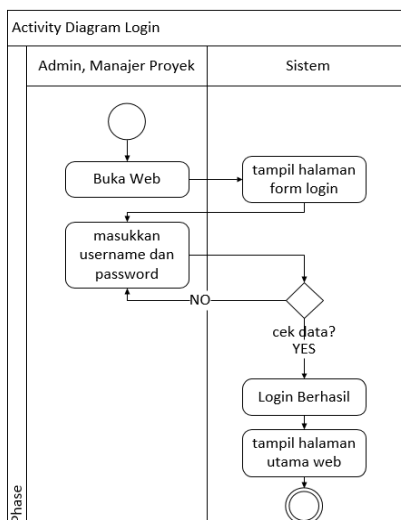 Activity Diagram Login
Admin, Manajer Proyek
Sistem
Buka Web
tampil halaman
form login
masukkan
username dan
password
NO
cek data?
YES
Login Berhasil
tampil halaman
utama web
Phase